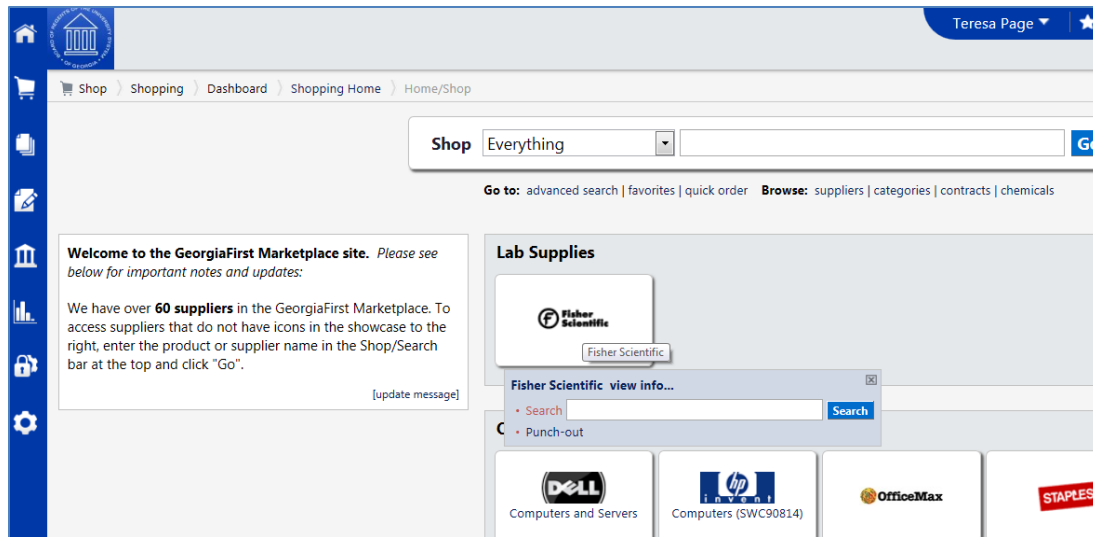 Teresa Page
Shop Shopping Dashboard Shopping Home Home/Shop
Shop Everything Go
Go to: advanced search | favorites | quick order Browse: suppliers | categories | contracts | chemicals
Welcome to the GeorgiaFirst Marketplace site. Please see
below for important notes and updates:
We have over 60 suppliers in the GeorgiaFirst Marketplace. To
access suppliers that do not have icons in the showcase to the
right, enter the product or supplier name in the Shop/Search
bar at the top and click "Go".
[update message]
Lab Supplies
Fisher
Scientific
Fisher Scientific
Fisher Scientific view info...
• Search Search
• Punch-out
DELL
Computers and Servers
hp
invent
Computers (SWC90814)
OfficeMax
STAPLES